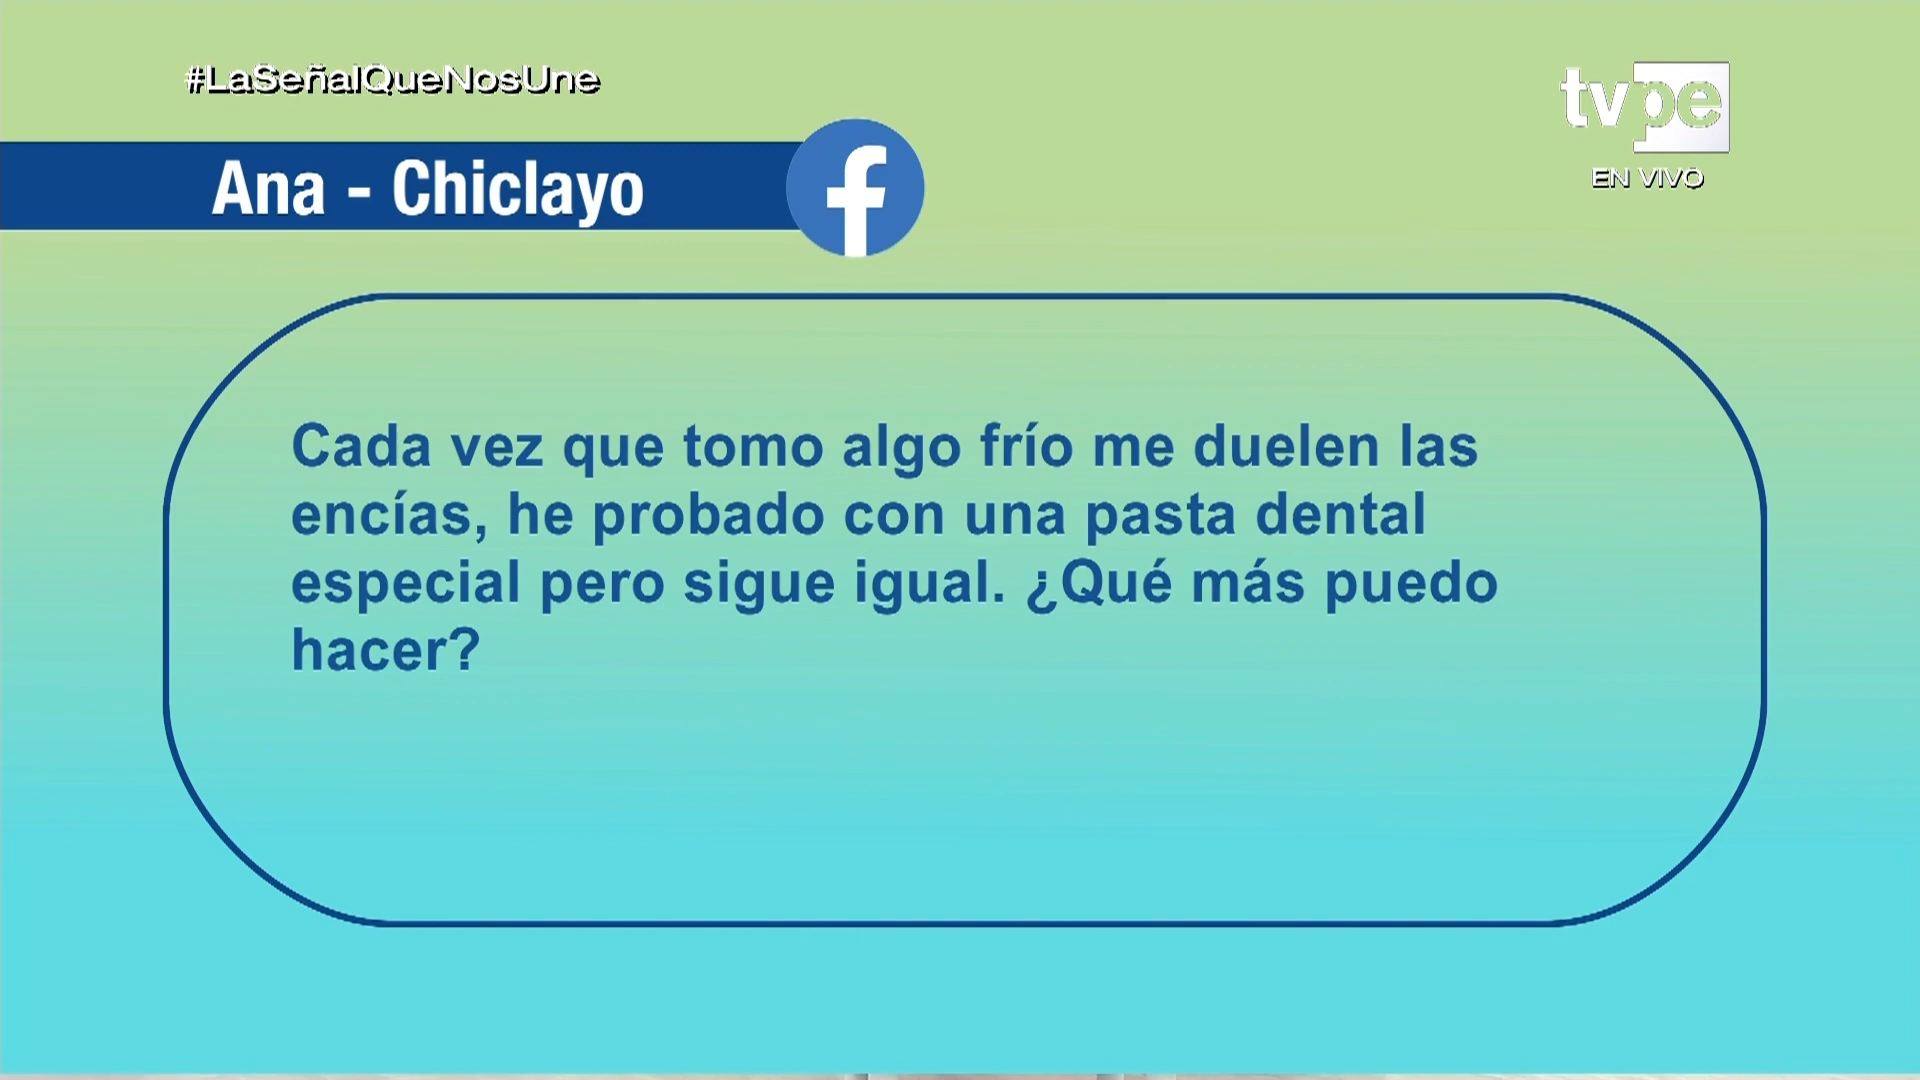 #LaSeñalQueNosUne
tvpe
EN VIVO
Ana - Chiclayo
Cada vez que tomo algo frío me duelen las
encías, he probado con una pasta dental
especial pero sigue igual. ¿Qué más puedo
hacer?